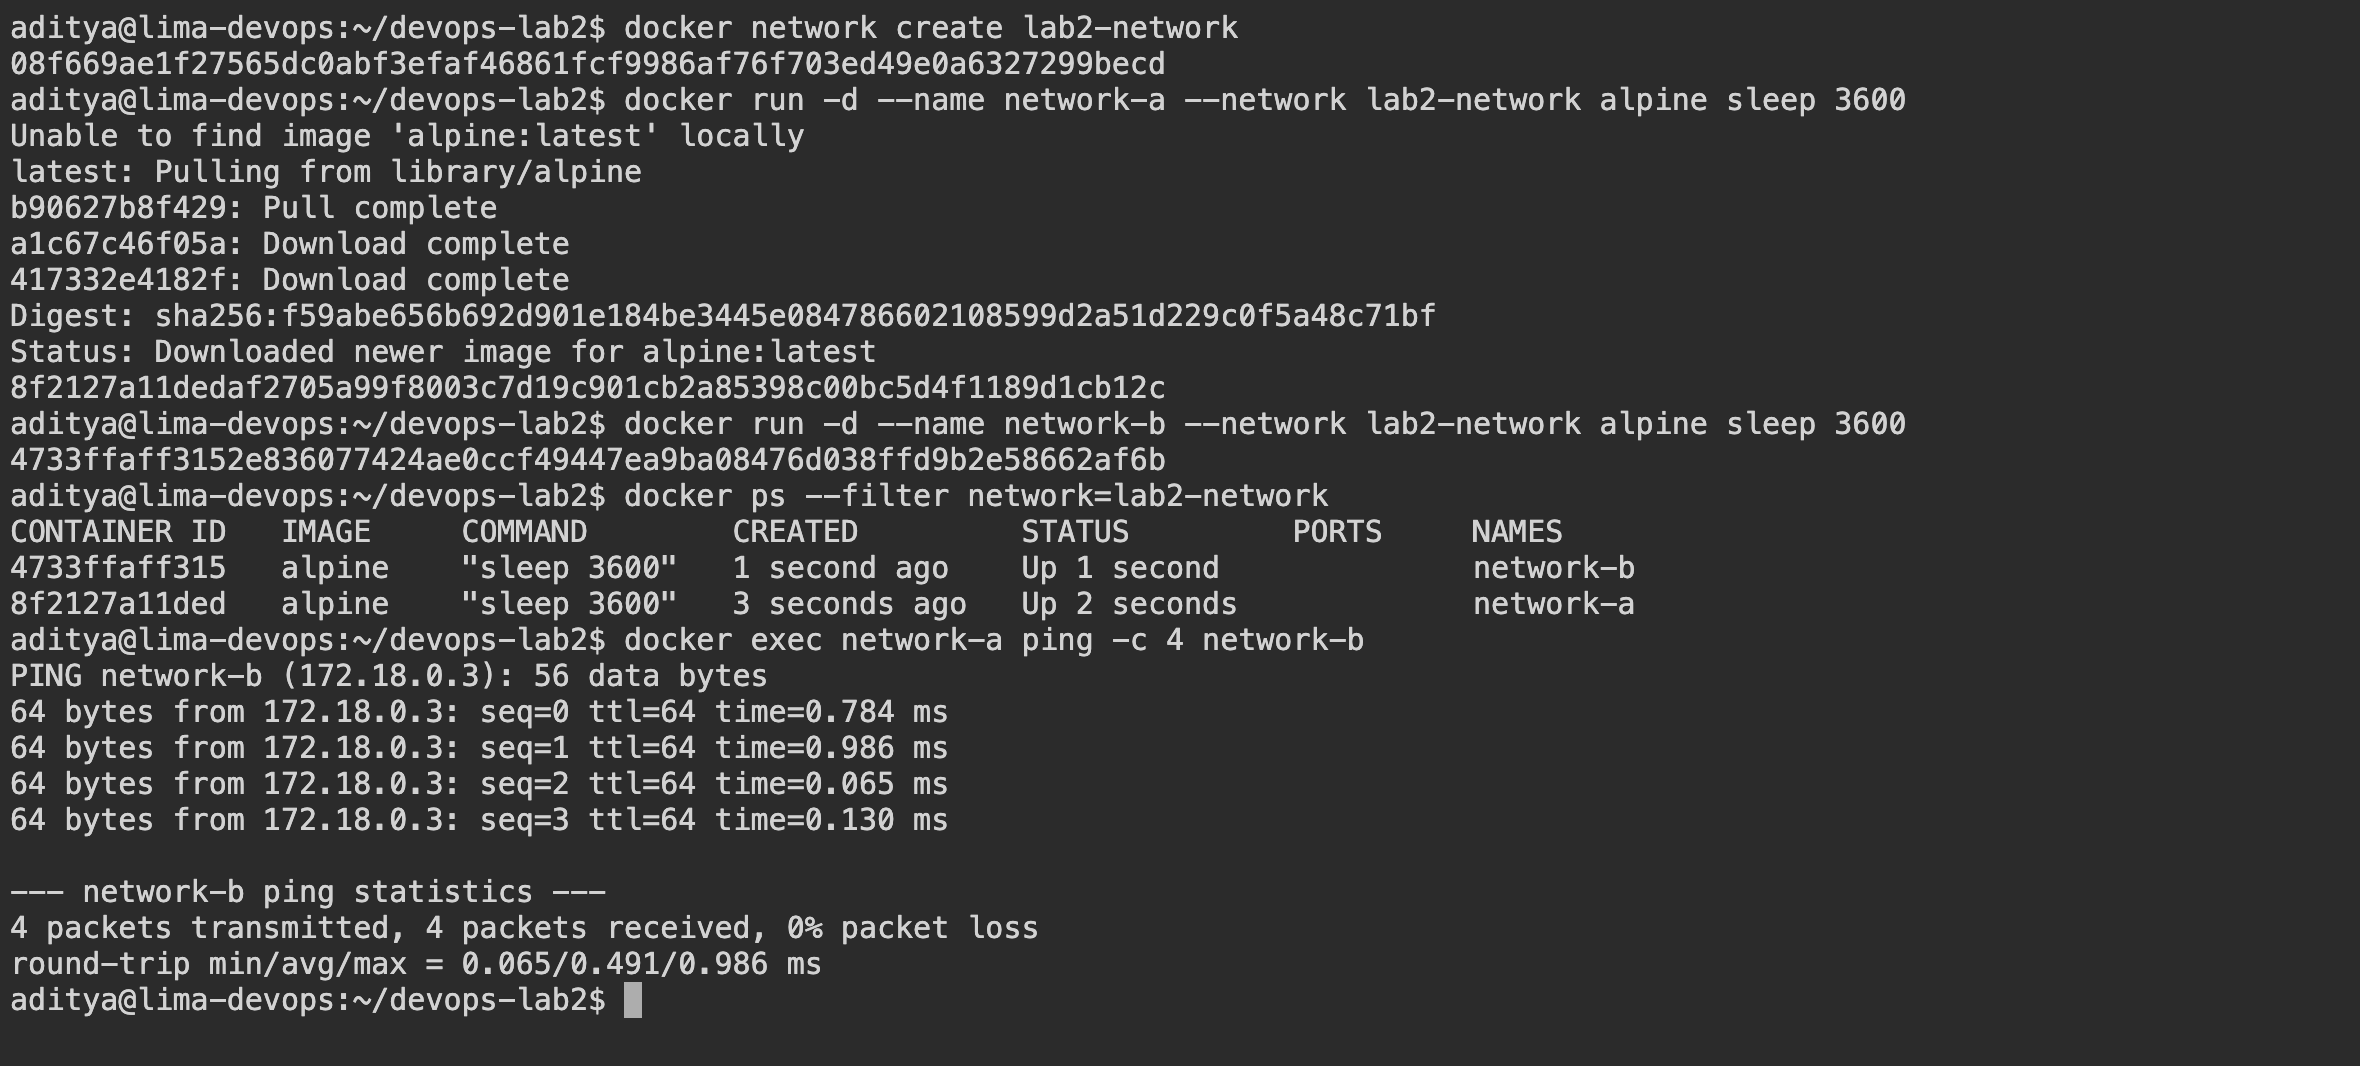 aditya@lima-devops:~/devops-lab2$ docker network create lab2-network
08f669ae1f27565dc0abf3efaf46861fcf9986af76f703ed49e0a6327299becd
aditya@lima-devops:~/devops-lab2$ docker run -d --name network-a --network lab2-network alpine sleep 3600
Unable to find image 'alpine:latest' locally
latest: Pulling from library/alpine
b90627b8f429: Pull complete
a1c67c46f05a: Download complete
417332e4182f: Download complete
Digest: sha256:f59abe656b692d901e184be3445e084786602108599d2a51d229c0f5a48c71bf
Status: Downloaded newer image for alpine:latest
8f2127a11dedaf2705a99f8003c7d19c901cb2a85398c00bc5d4f1189d1cb12c
aditya@lima-devops:~/devops-lab2$ docker run -d --name network-b --network lab2-network alpine sleep 3600
4733ffaff3152e836077424ae0ccf49447ea9ba08476d038ffd9b2e58662af6b
aditya@lima-devops:~/devops-lab2$ docker ps --filter network=lab2-network
CONTAINER ID   IMAGE     COMMAND        CREATED         STATUS         PORTS     NAMES
4733ffaff315   alpine    "sleep 3600"   1 second ago    Up 1 second              network-b
8f2127a11ded   alpine    "sleep 3600"   3 seconds ago   Up 2 seconds             network-a
aditya@lima-devops:~/devops-lab2$ docker exec network-a ping -c 4 network-b
PING network-b (172.18.0.3): 56 data bytes
64 bytes from 172.18.0.3: seq=0 ttl=64 time=0.784 ms
64 bytes from 172.18.0.3: seq=1 ttl=64 time=0.986 ms
64 bytes from 172.18.0.3: seq=2 ttl=64 time=0.065 ms
64 bytes from 172.18.0.3: seq=3 ttl=64 time=0.130 ms

--- network-b ping statistics ---
4 packets transmitted, 4 packets received, 0% packet loss
round-trip min/avg/max = 0.065/0.491/0.986 ms
aditya@lima-devops:~/devops-lab2$